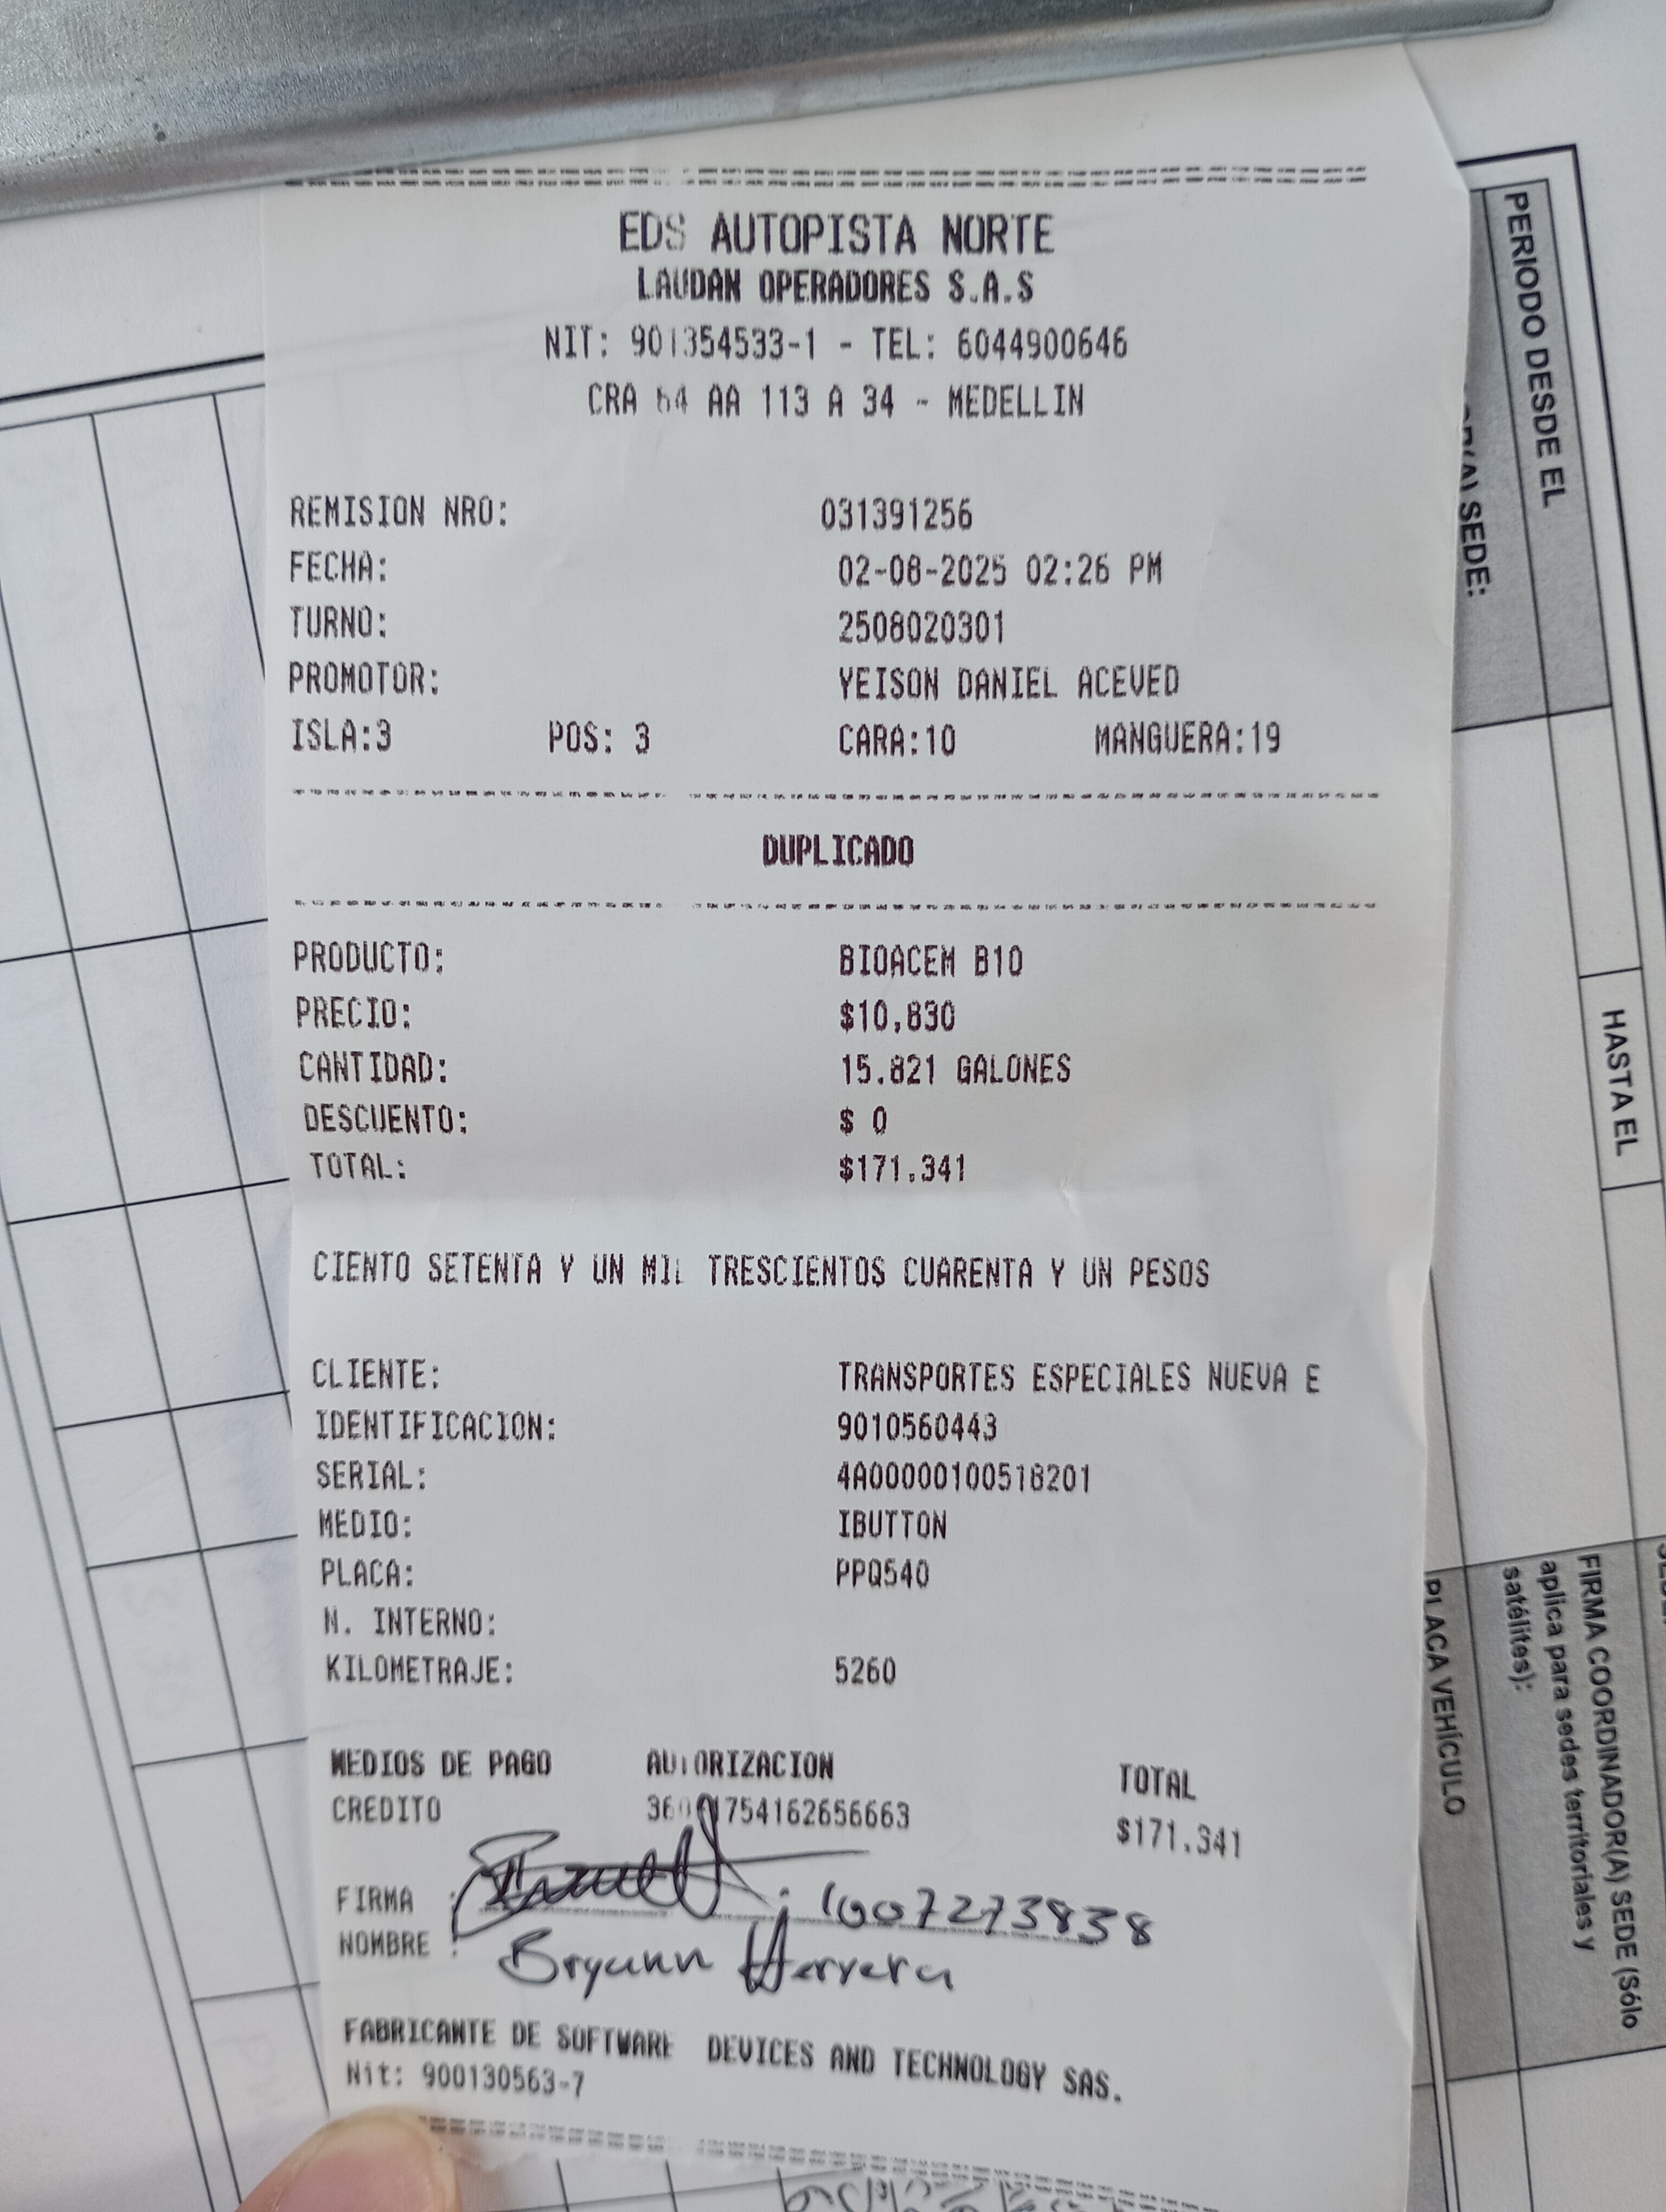 EDS AUTOPISTA NORTE
LAUDAN OPERADORES S.A.S
NIT: 901354533-1 - TEL: 6044900646
CRA 64 AA 113 A 34 - MEDELLIN
REMISION NRO: 031391256
FECHA: 02-08-2025 02:26 PM
TURNO: 2508020301
PROMOTOR: YEISON DANIEL ACEVED
ISLA:3 POS: 3 CARA:10 MANGUERA:19
DUPLICADO
PRODUCTO: BIOACEM B10
PRECIO: $10,830
CANTIDAD: 15.821 GALONES
DESCUENTO: $ 0
TOTAL: $171.341
CIENTO SETENTA Y UN MIL TRESCIENTOS CUARENTA Y UN PESOS
CLIENTE: TRANSPORTES ESPECIALES NUEVA E
IDENTIFICACION: 9010560443
SERIAL: 4A00000100518201
MEDIO: IBUTTON
PLACA: PPQ540
N. INTERNO:
KILOMETRAJE: 5260
MEDIOS DE PAGO AUTORIZACION TOTAL
CREDITO $171.341
FIRMA : 1007273838
NOMBRE : Bryann Herrera
FABRICANTE DE SOFTWARE DEVICES AND TECHNOLOGY SAS.
Nit: 900130563-7
PERIODO DESDE EL
SEDE:
HASTA EL
FIRMA COORDINADOR(A) SEDE (Sólo
aplica para sedes territoriales y
satélites):
PLACA VEHÍCULO